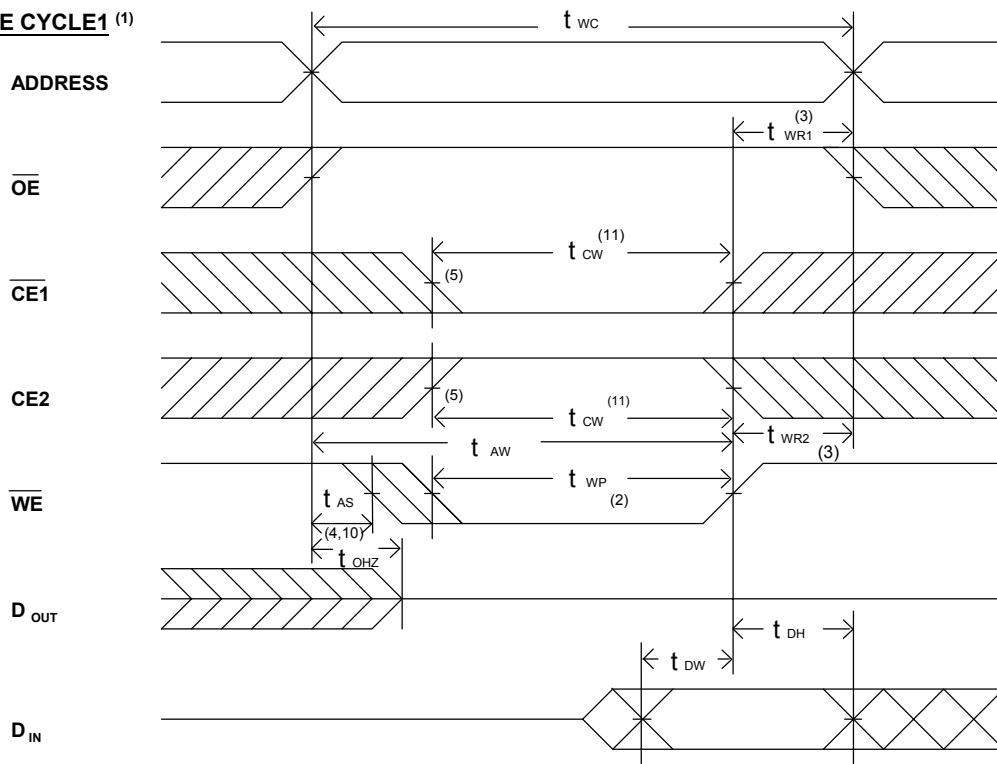 E CYCLE1 (1)
t WC
ADDRESS
(3)
t WR1
OE
t CW (11)
CE1
(5)
CE2
(5)
t CW (11)
t AW
t WR2
(3)
WE
t WP
(2)
t AS
(4,10)
t OHZ
D OUT
t DH
t DW
D IN